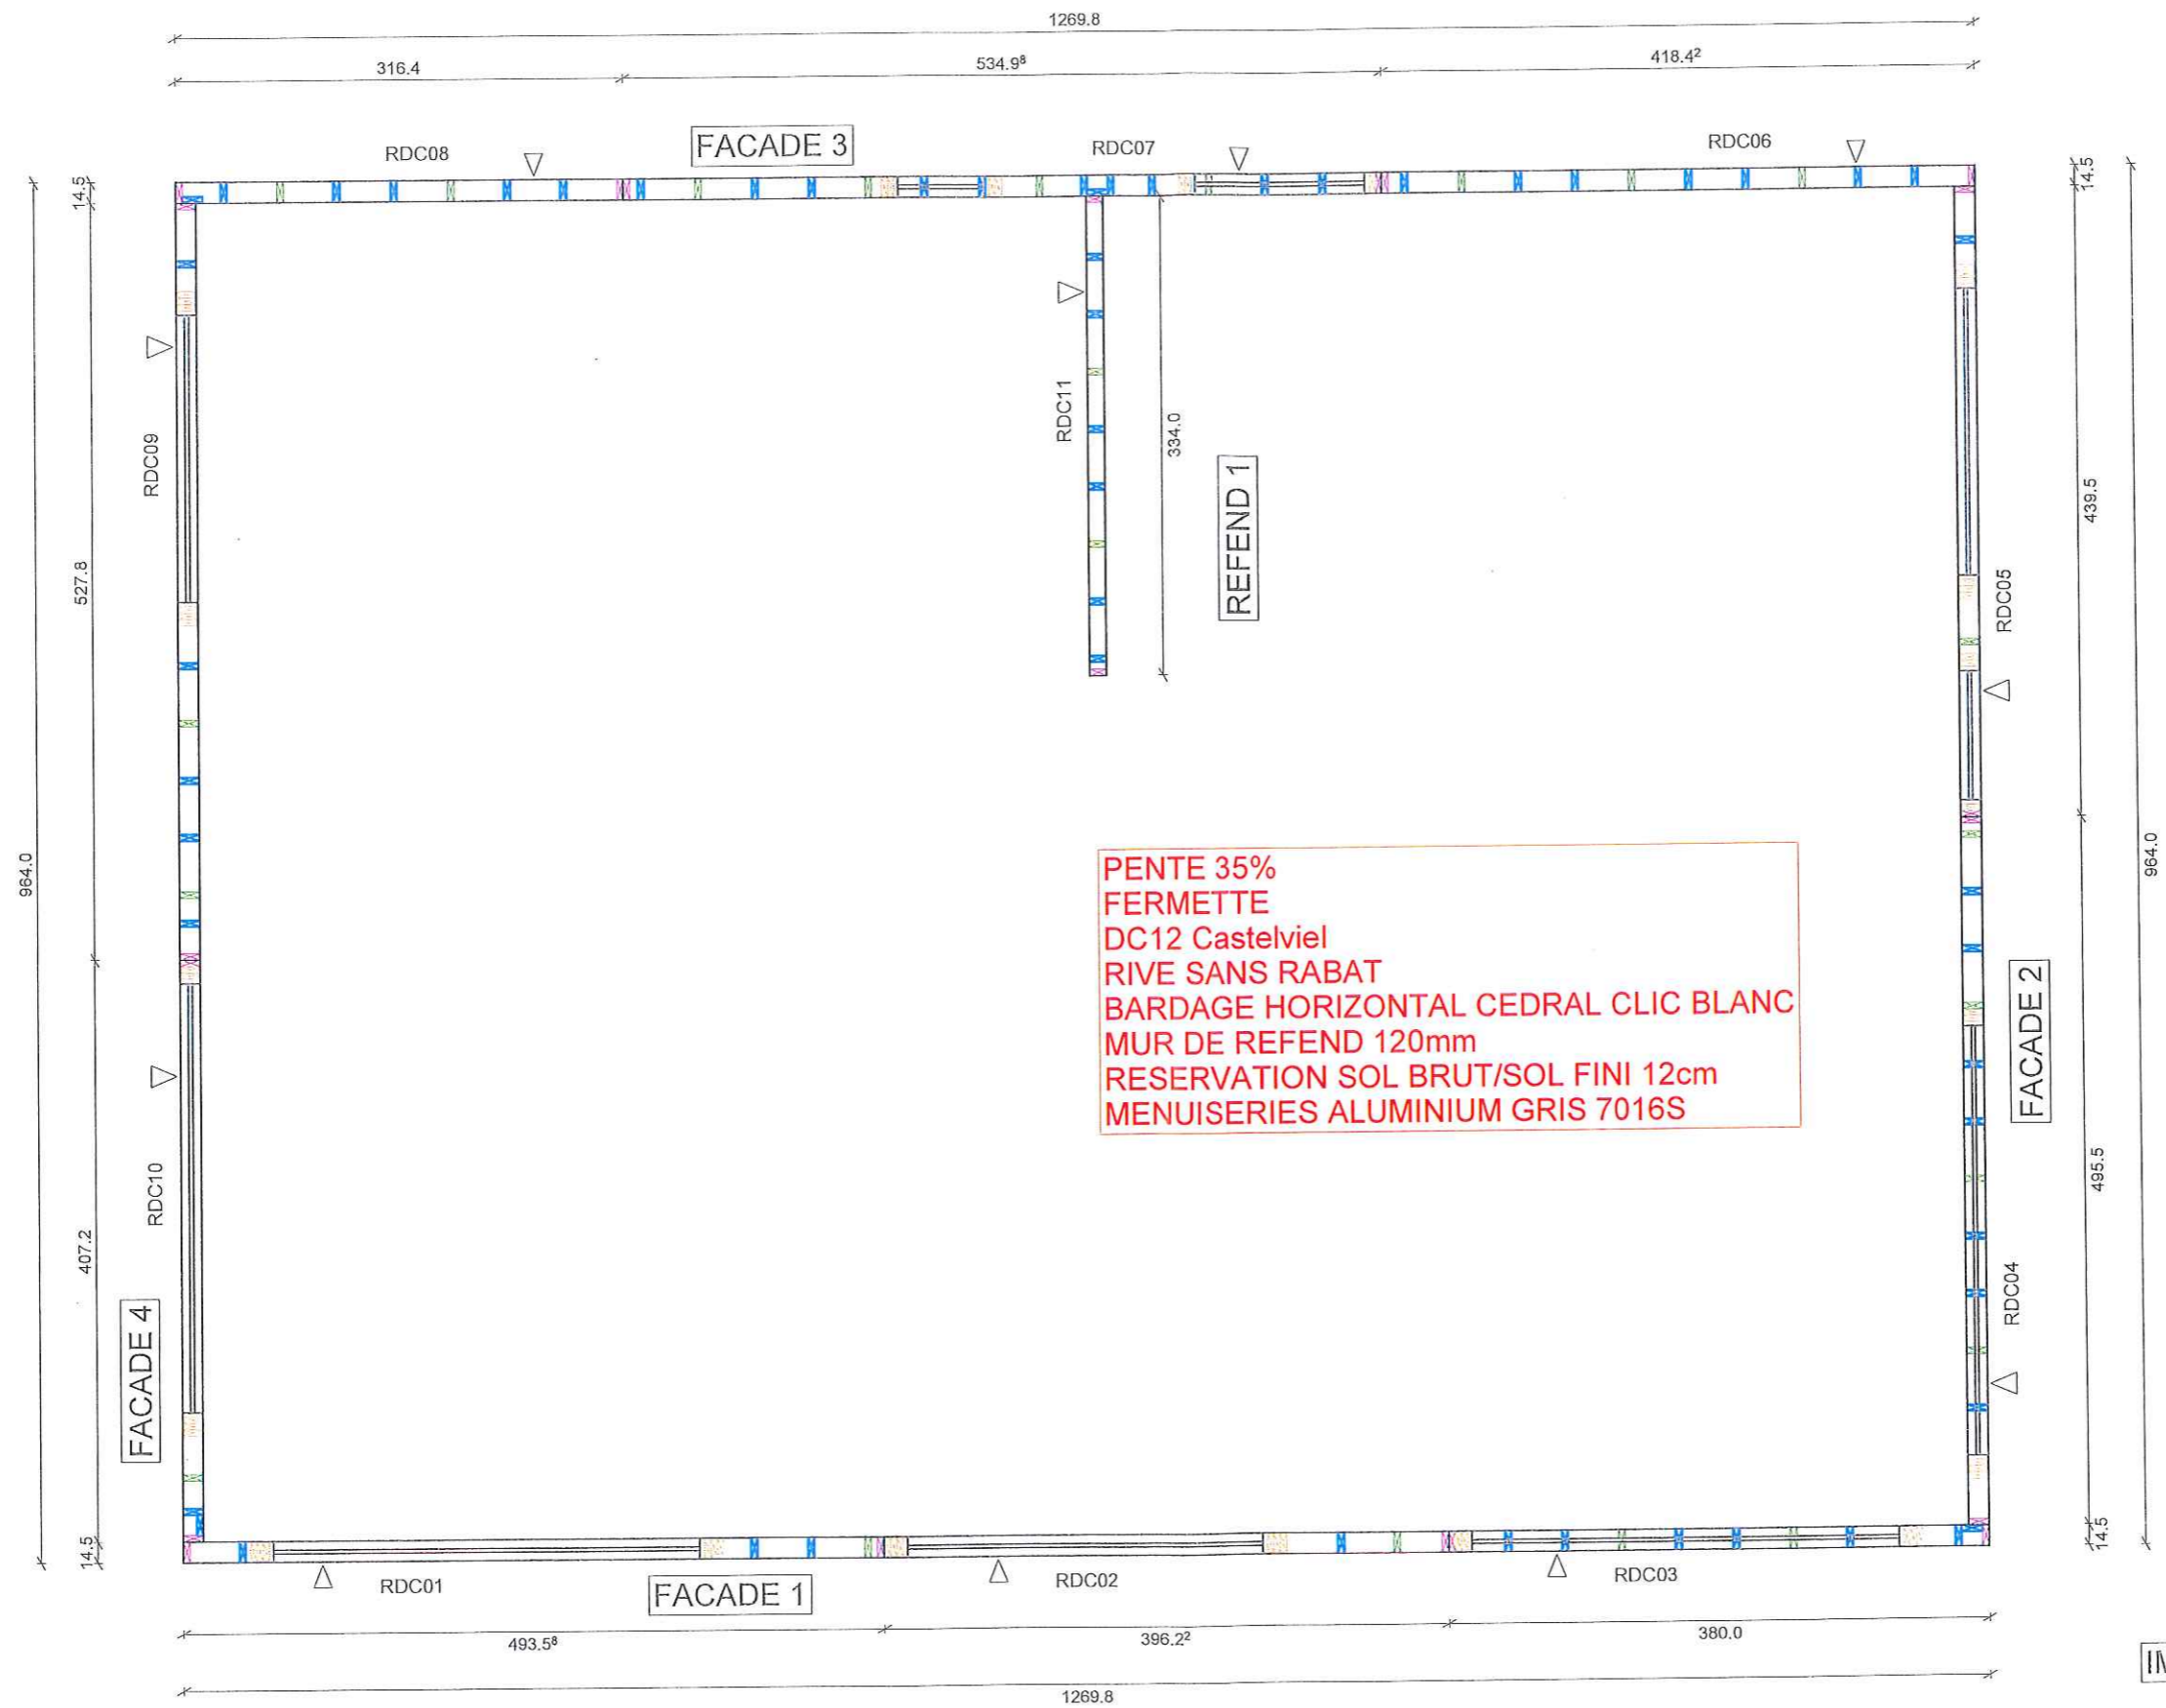 1269.8
316.4
534.9⁸
418.4²
FACADE 3
RDC08
RDC07
RDC06
14.5
14.5
RDC09
RDC11
334.0
REFEND 1
439.5
RDC05
527.8
964.0
964.0
PENTE 35%
FERMETTE
DC12 Castelviel
RIVE SANS RABAT
BARDAGE HORIZONTAL CEDRAL CLIC BLANC
MUR DE REFEND 120mm
RESERVATION SOL BRUT/SOL FINI 12cm
MENUISERIES ALUMINIUM GRIS 7016S
FACADE 2
RDC10
495.5
407.2
RDC04
FACADE 4
14.5
14.5
RDC01
FACADE 1
RDC02
RDC03
493.5⁸
396.2²
380.0
1269.8